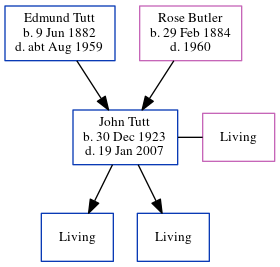 Edmund Tutt
b. 9 Jun 1882
d. abt Aug 1959
Rose Butler
b. 29 Feb 1884
d. 1960
John Tutt
b. 30 Dec 1923
d. 19 Jan 2007
Living
Living
Living